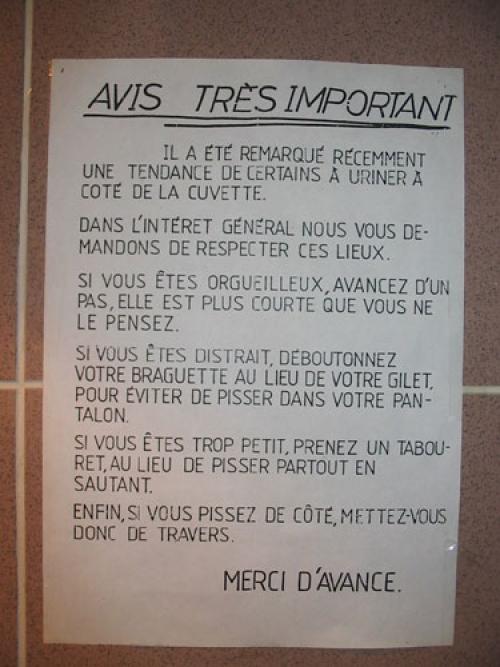 AVIS TRÈS IMPORTANT
IL A ÉTÉ REMARQUÉ RÉCEMMENT
UNE TENDANCE DE CERTAINS À URINER À
COTÉ DE LA CUVETTE.
DANS L'INTÉRET GÉNÉRAL NOUS VOUS DE-
MANDONS DE RESPECTER CES LIEUX.
SI VOUS ÊTES ORGUEILLEUX, AVANCEZ D'UN
PAS, ELLE EST PLUS COURTE QUE VOUS NE
LE PENSEZ.
SI VOUS ÊTES DISTRAIT, DÉBOUTONNEZ
VOTRE BRAGUETTE AU LIEU DE VOTRE GILET,
POUR ÉVITER DE PISSER DANS VOTRE PAN-
TALON.
SI VOUS ÊTES TROP PETIT, PRENEZ UN TABOU-
RET, AU LIEU DE PISSER PARTOUT EN
SAUTANT.
ENFIN, SI VOUS PISSEZ DE CÔTÉ, METTEZ-VOUS
DONC DE TRAVERS.
MERCI D'AVANCE.